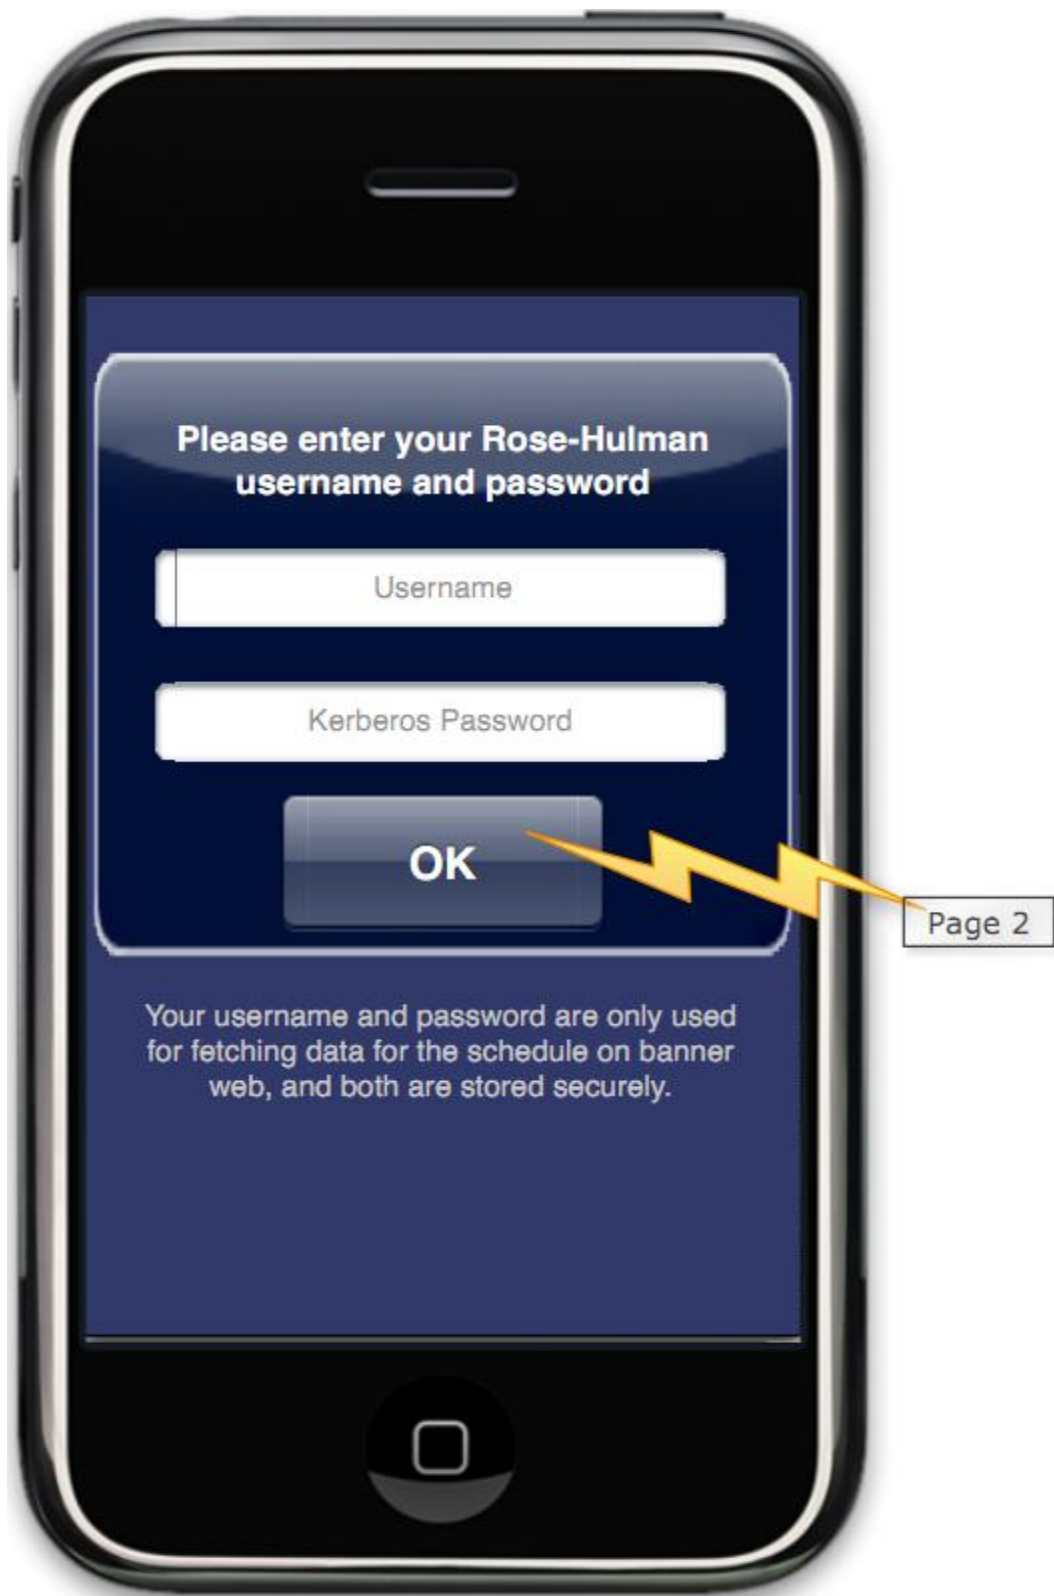 Please enter your Rose-Hulman
username and password
Username
Kerberos Password
OK
Page 2
Your username and password are only used
for fetching data for the schedule on banner
web, and both are stored securely.